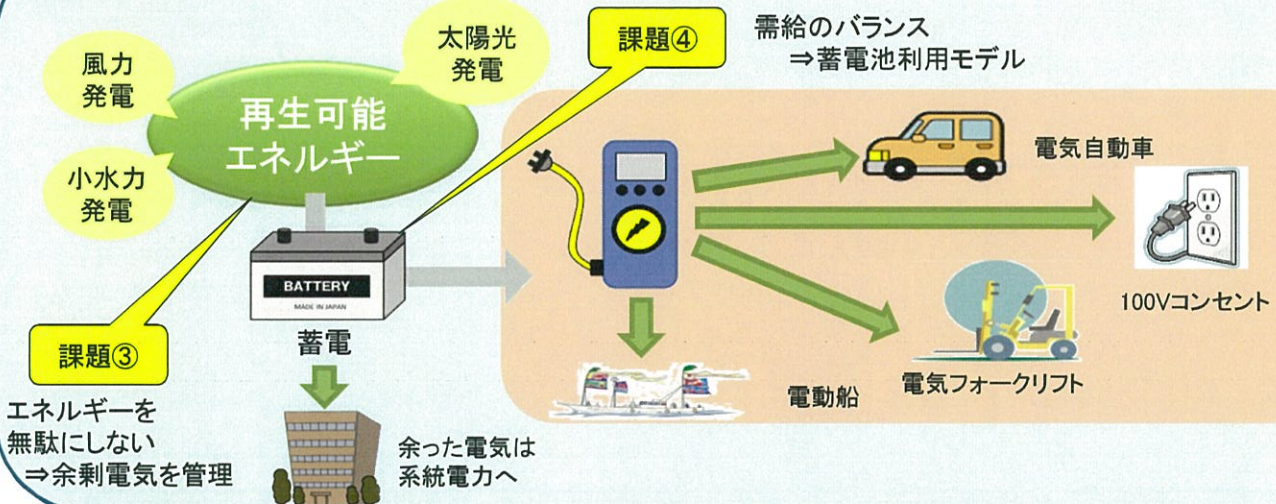 風力
発電
太陽光
発電
再生可能
エネルギー
小水力
発電
課題④
需給のバランス
⇒蓄電池利用モデル
電気自動車
BATTERY
MADE IN JAPAN
蓄電
100Vコンセント
電気フォークリフト
電動船
課題③
エネルギーを
無駄にしない
⇒余剰電気を管理
余った電気は
系統電力へ